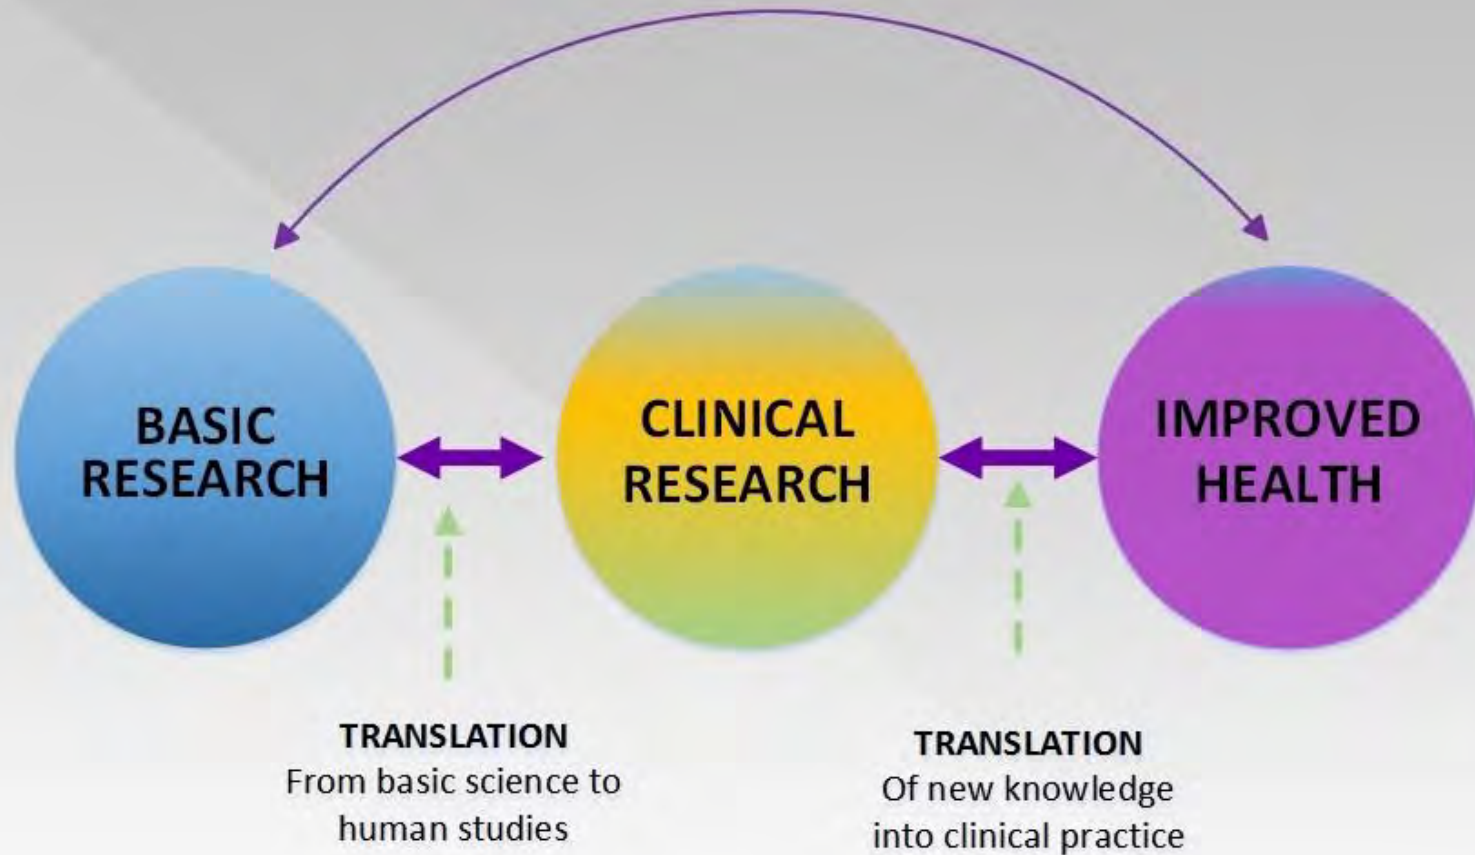 BASIC
RESEARCH
CLINICAL
RESEARCH
IMPROVED
HEALTH
TRANSLATION
From basic science to
human studies
TRANSLATION
Of new knowledge
into clinical practice